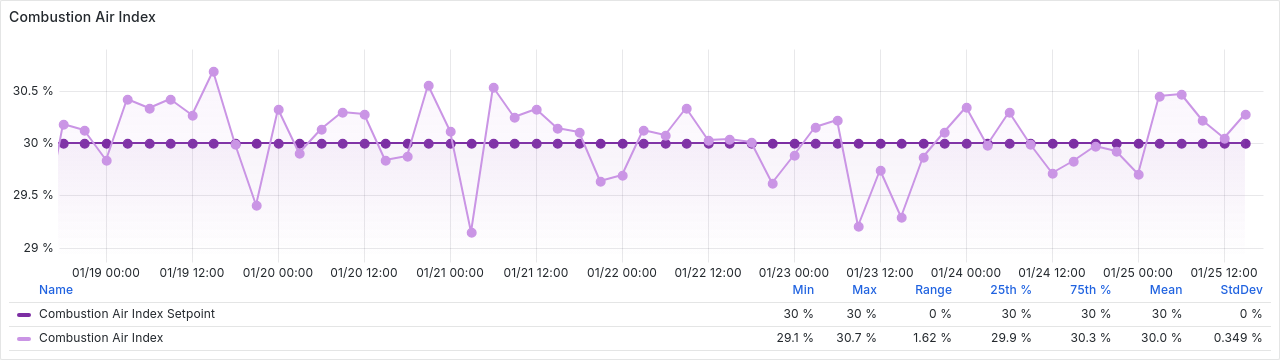 Combustion Air Index
30.5 %
30 %
29.5 %
29 %
01/19 00:00 01/19 12:00 01/20 00:00 01/20 12:00 01/21 00:00 01/21 12:00 01/22 00:00 01/22 12:00 01/23 00:00 01/23 12:00 01/24 00:00 01/24 12:00 01/25 00:00 01/25 12:00
Name Min Max Range 25th % 75th % Mean StdDev
Combustion Air Index Setpoint 30 % 30 % 0 % 30 % 30 % 30 % 0 %
Combustion Air Index 29.1 % 30.7 % 1.62 % 29.9 % 30.3 % 30.0 % 0.349 %